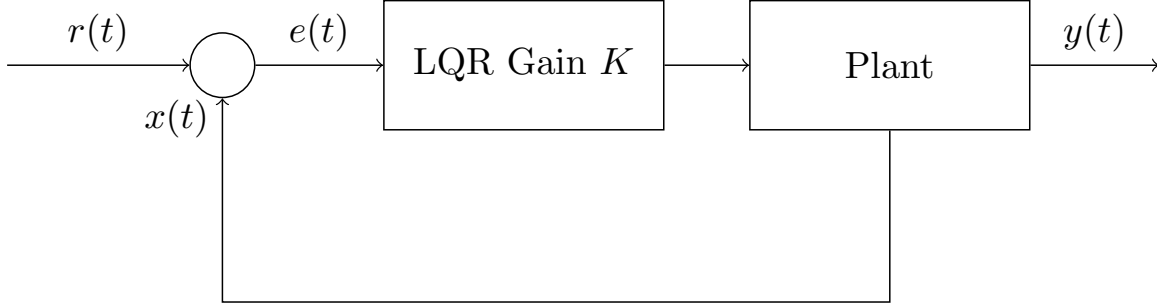 r(t)
e(t)
LQR Gain K
Plant
y(t)
x(t)